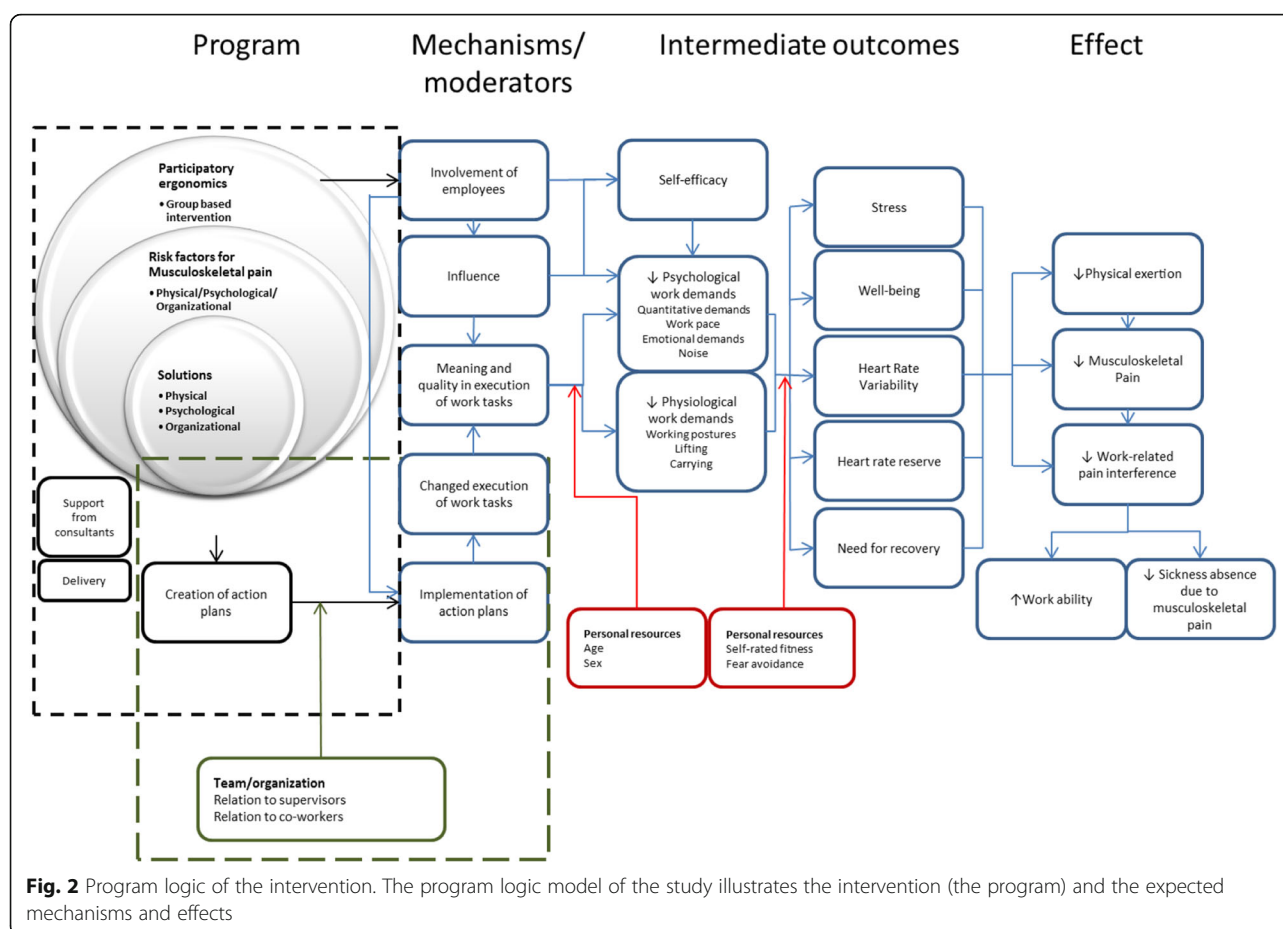 Program
Mechanisms/
moderators
Intermediate outcomes
Effect
Participatory
ergonomics
• Group based
intervention
Risk factors for
Musculoskeletal pain
• Physical/Psychological/
Organizational
Solutions
• Physical
• Psychological
• Organizational
Support
from
consultants
Delivery
Creation of action
plans
Team/organization
Relation to supervisors
Relation to co-workers
Involvement of
employees
Influence
Meaning and
quality in execution
of work tasks
Changed execution
of work tasks
Implementation of
action plans
Self-efficacy
↓ Psychological
work demands
Quantitative demands
Work pace
Emotional demands
Noise
↓ Physiological
work demands
Working postures
Lifting
Carrying
Personal resources
Age
Sex
Personal resources
Self-rated fitness
Fear avoidance
Stress
Well-being
Heart Rate
Variability
Heart rate reserve
Need for recovery
↓Physical exertion
↓ Musculoskeletal
Pain
↓ Work-related
pain interference
↑Work ability
↓ Sickness absence
due to
musculoskeletal
pain
Fig. 2 Program logic of the intervention. The program logic model of the study illustrates the intervention (the program) and the expected
mechanisms and effects